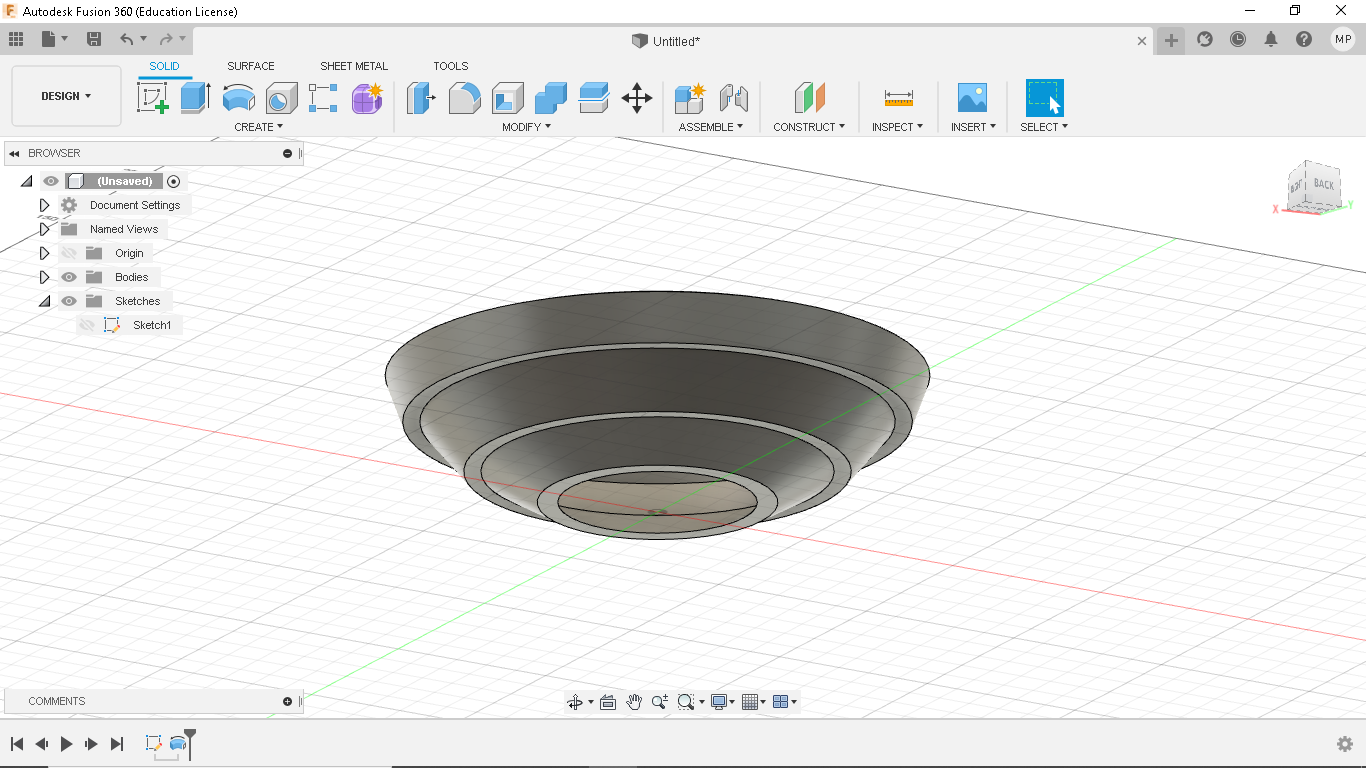 Autodesk Fusion 360 (Education License)
Untitled*
MP
SOLID SURFACE SHEET METAL TOOLS
DESIGN
CREATE MODIFY ASSEMBLE CONSTRUCT INSPECT INSERT SELECT
BROWSER
(Unsaved)
Document Settings
Named Views
Origin
Bodies
Sketches
Sketch1
BACK
X
Y
COMMENTS